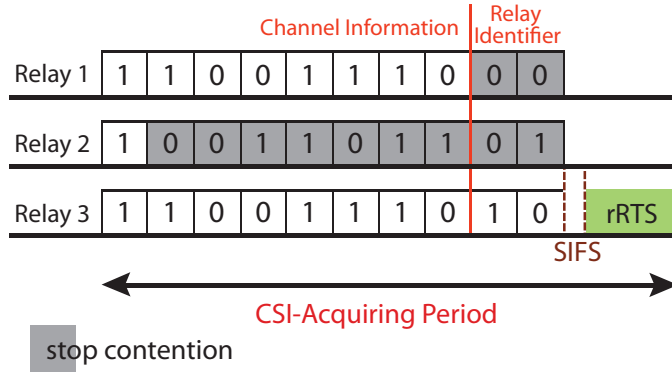 Channel Information
Relay
Identifier
Relay 1 1 1 0 0 1 1 1 0 0 0
Relay 2 1 0 0 1 1 0 1 1 0 1
Relay 3 1 1 0 0 1 1 1 0 1 0 rRTS
SIFS
CSI-Acquiring Period
stop contention